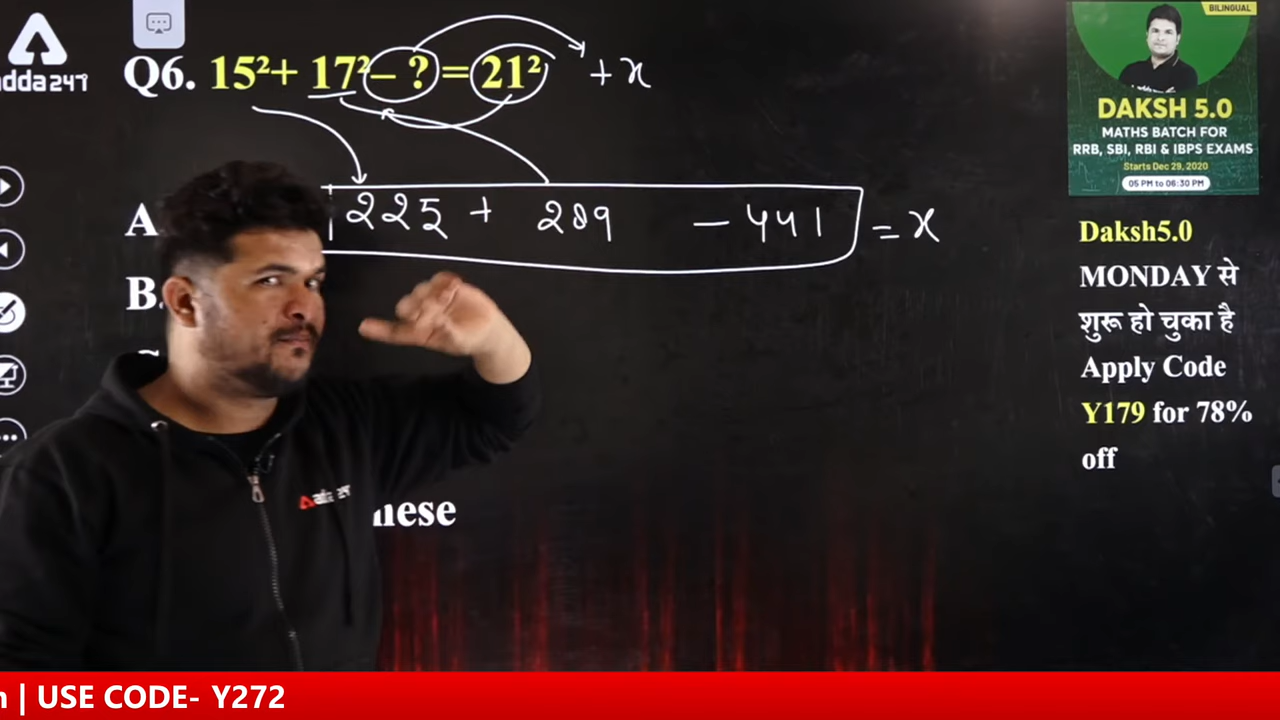 BILINGUAL
adda247
Q6. 15²+ 17² – ? = 21² + x
DAKSH 5.0
MATHS BATCH FOR
RRB, SBI, RBI & IBPS EXAMS
Starts Dec 29, 2020
05 PM to 06:30 PM
A
225 + 289 – 441 = x
B.
Daksh5.0
MONDAY से
शुरू हो चुका है
Apply Code
Y179 for 78%
off
adda 247
hese
| USE CODE- Y272